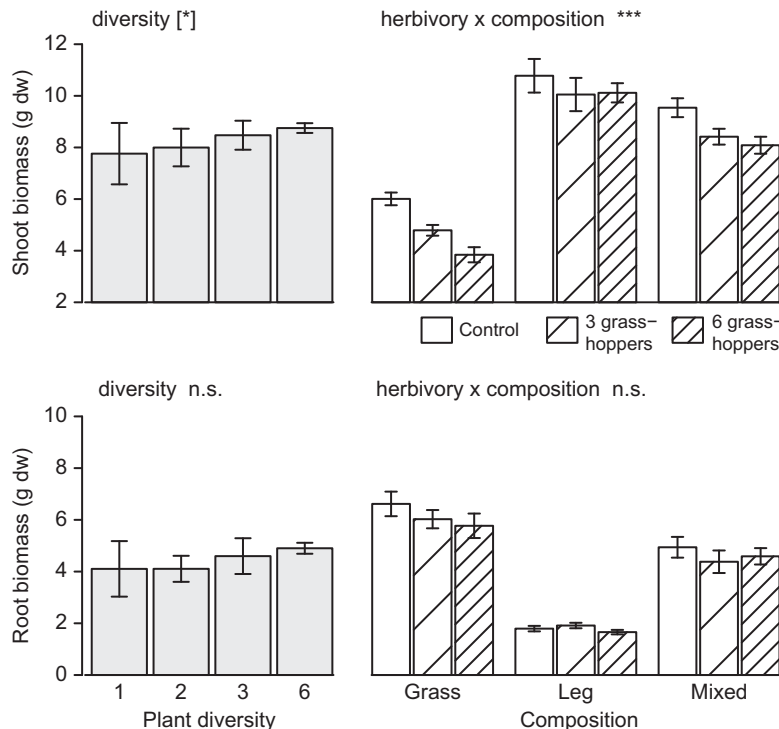 diversity [*]
herbivory x composition ***
Shoot biomass (g dw)
12
10
8
6
4
2
Control
3 grass–
hoppers
6 grass–
hoppers
diversity n.s.
herbivory x composition n.s.
Root biomass (g dw)
10
8
6
4
2
0
1 2 3 6
Plant diversity
Grass Leg Mixed
Composition